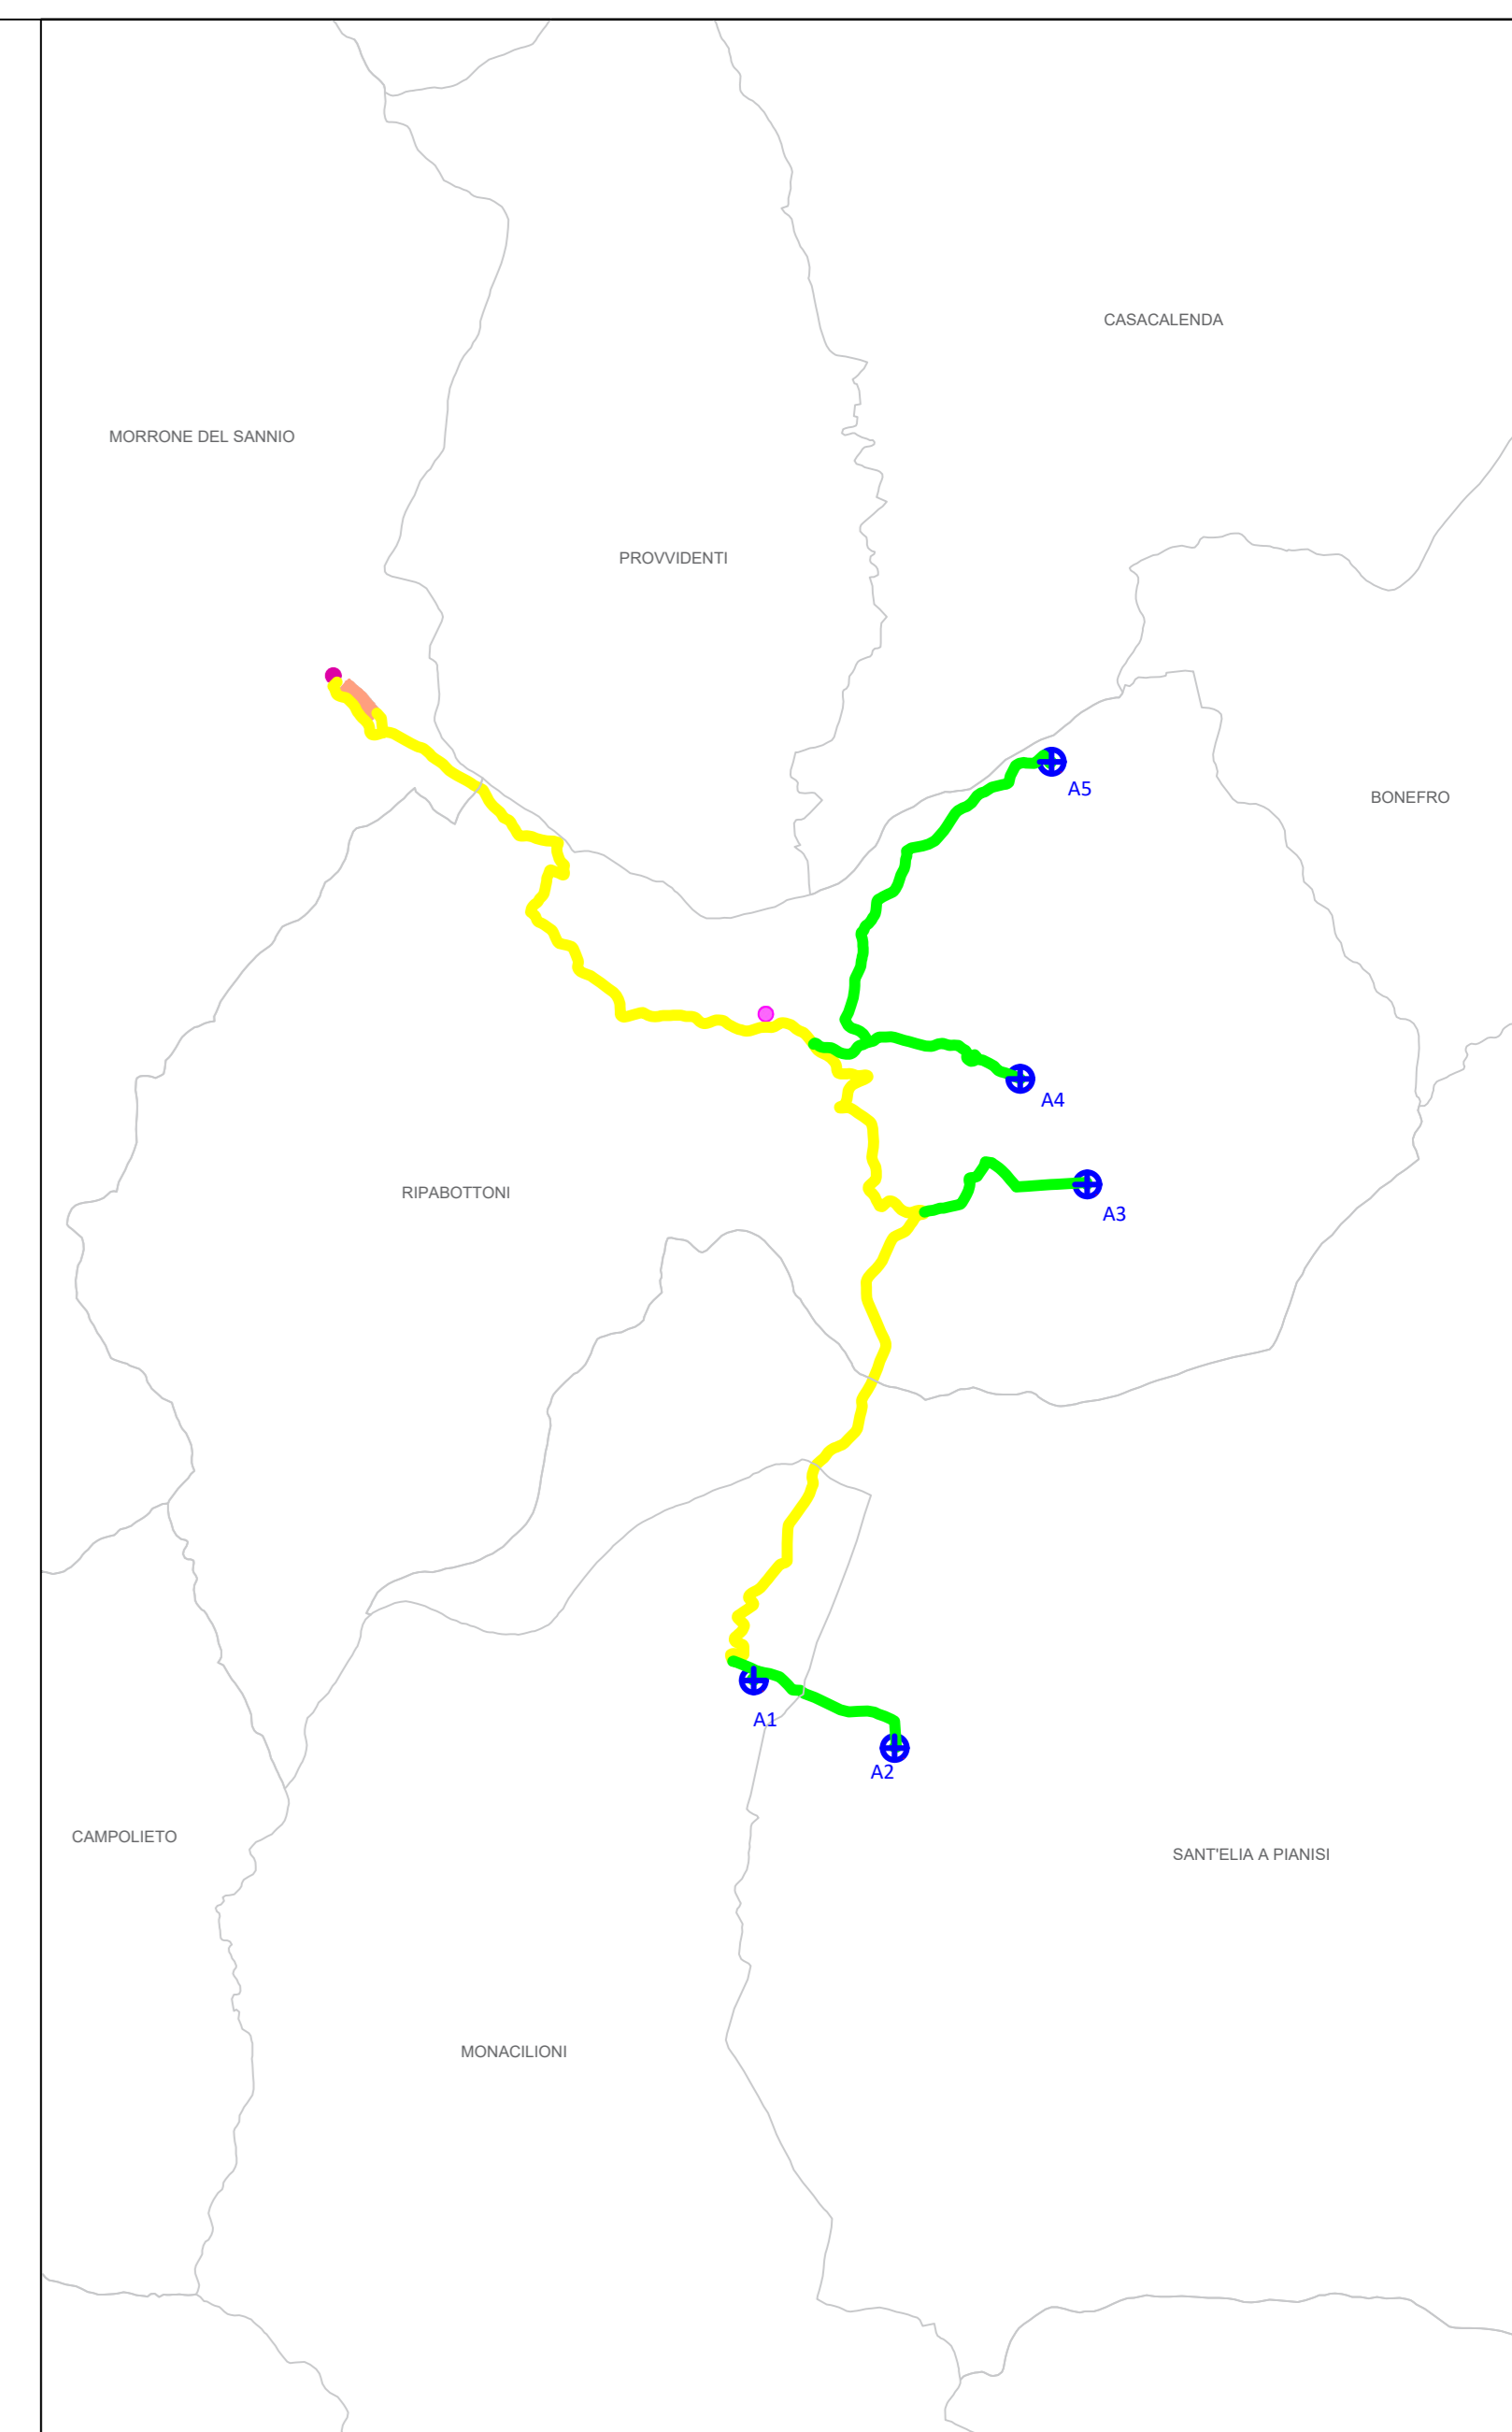 CASACALENDA
MORRONE DEL SANNIO
PROVVIDENTI
A5
BONEFRO
A4
RIPABOTTONI
A3
A1
A2
CAMPOLIETO
SANT'ELIA A PIANISI
MONACILIONI